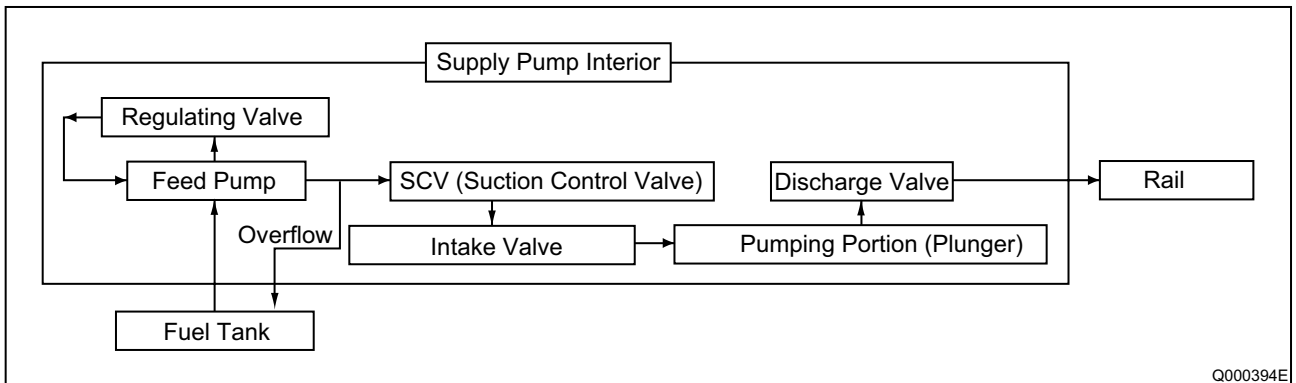 Supply Pump Interior
Regulating Valve
Feed Pump
SCV (Suction Control Valve)
Discharge Valve
Rail
Overflow
Intake Valve
Pumping Portion (Plunger)
Fuel Tank
Q000394E